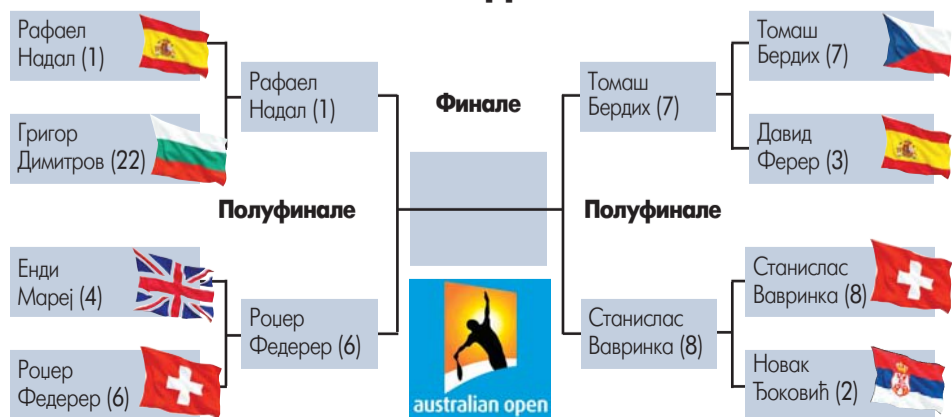 Рафаел
Надал (1)
Григор
Димитров (22)
Рафаел
Надал (1)
Полуфинале
Енди
Мареј (4)
Роџер
Федерер (6)
Роџер
Федерер (6)
Финале
australian open
Томаш
Бердих (7)
Томаш
Бердих (7)
Давид
Ферер (3)
Полуфинале
Станислас
Вавринка (8)
Станислас
Вавринка (8)
Новак
Ђоковић (2)